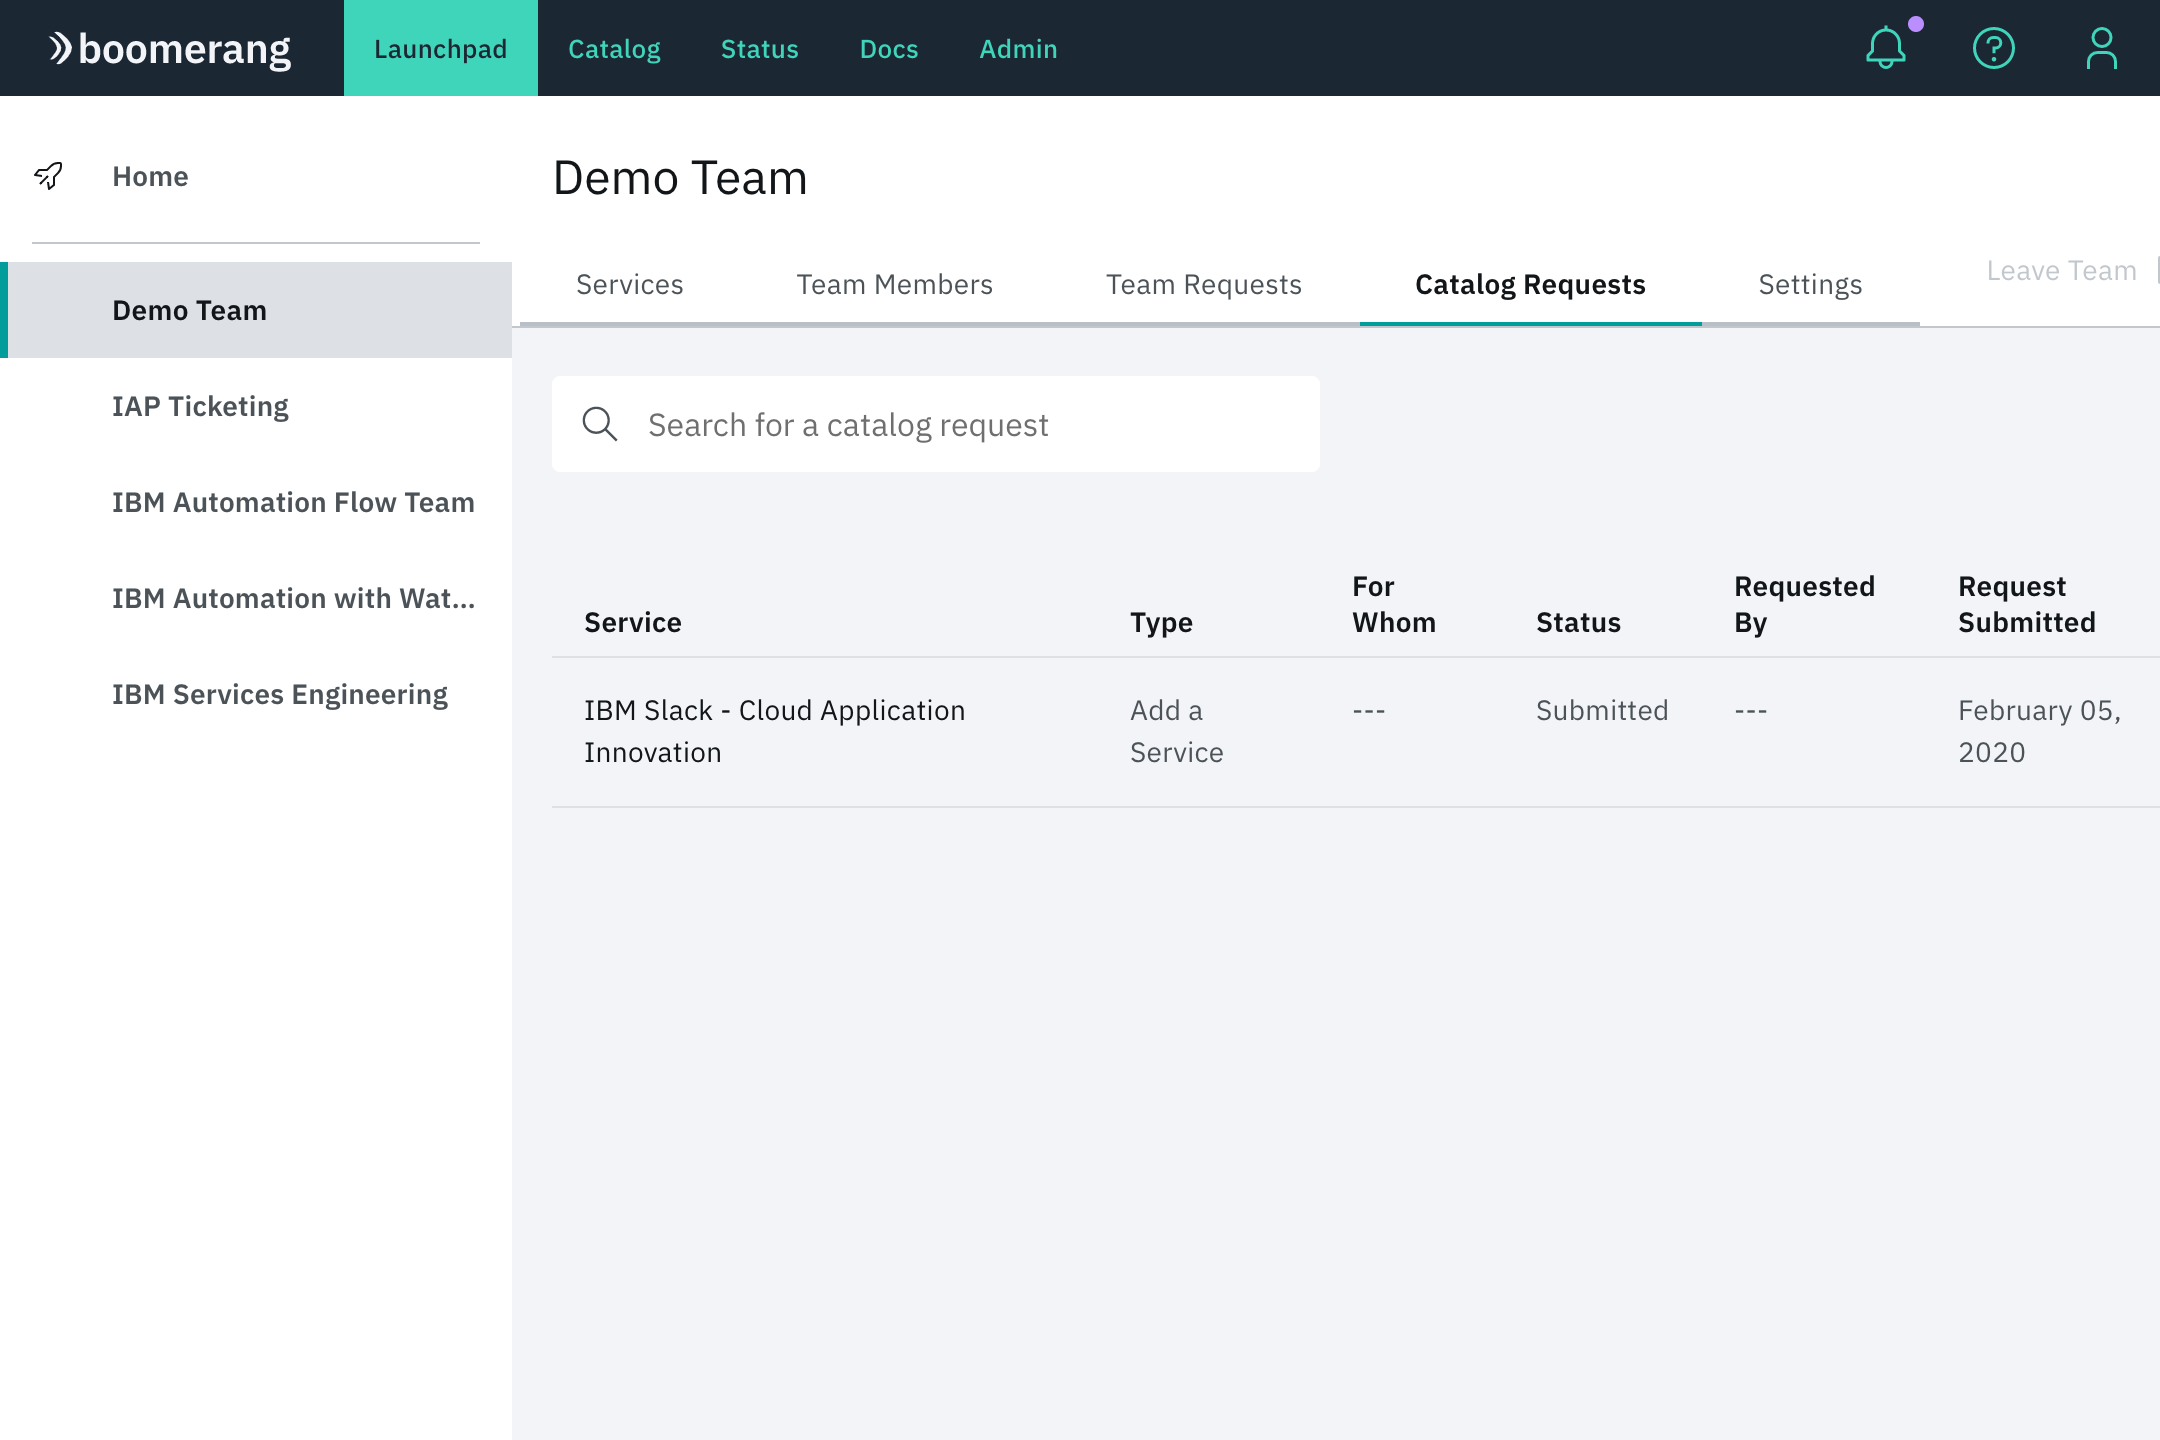 boomerang
Launchpad
Catalog
Status
Docs
Admin
Home
Demo Team
IAP Ticketing
IBM Automation Flow Team
IBM Automation with Wat...
IBM Services Engineering
Demo Team
Services
Team Members
Team Requests
Catalog Requests
Settings
Leave Team
Search for a catalog request
Service
Type
For
Whom
Status
Requested
By
Request
Submitted
IBM Slack - Cloud Application
Innovation
Add a
Service
---
Submitted
---
February 05,
2020